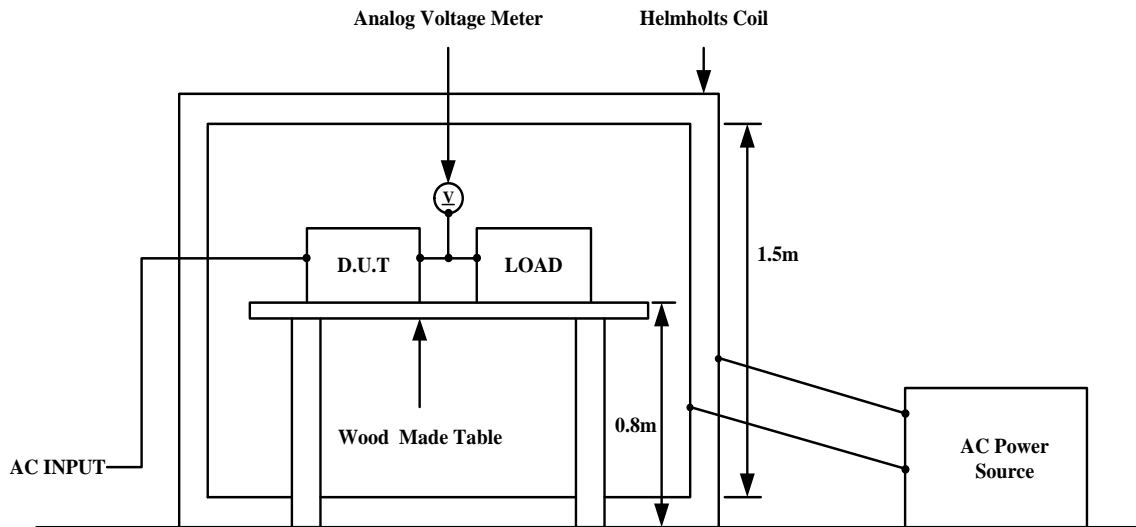 Analog Voltage Meter
Helmholts Coil
V
D.U.T
LOAD
1.5m
0.8m
Wood Made Table
AC INPUT
AC Power
Source